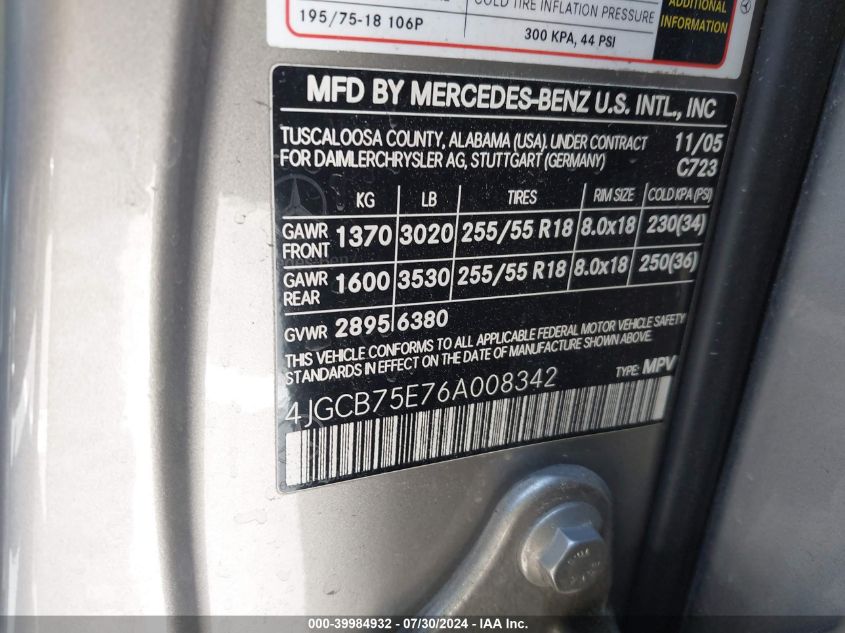 195/75-18 106P
COLD TIRE INFLATION PRESSURE
300 KPA, 44 PSI
ADDITIONAL
INFORMATION
MFD BY MERCEDES-BENZ U.S. INTL., INC
TUSCALOOSA COUNTY, ALABAMA (USA). UNDER CONTRACT 11/05
FOR DAIMLERCHRYSLER AG, STUTTGART (GERMANY) C723
KG LB TIRES RIM SIZE COLD KPA (PSI)
GAWR FRONT 1370 3020 255/55 R18 8.0x18 230(34)
GAWR REAR 1600 3530 255/55 R18 8.0x18 250(36)
GVWR 2895 6380
THIS VEHICLE CONFORMS TO ALL APPLICABLE FEDERAL MOTOR VEHICLE SAFETY
STANDARDS IN EFFECT ON THE DATE OF MANUFACTURE SHOWN ABOVE.
TYPE: MPV
4JGCB75E76A008342
000-39984932 - 07/30/2024 - IAAI Inc.